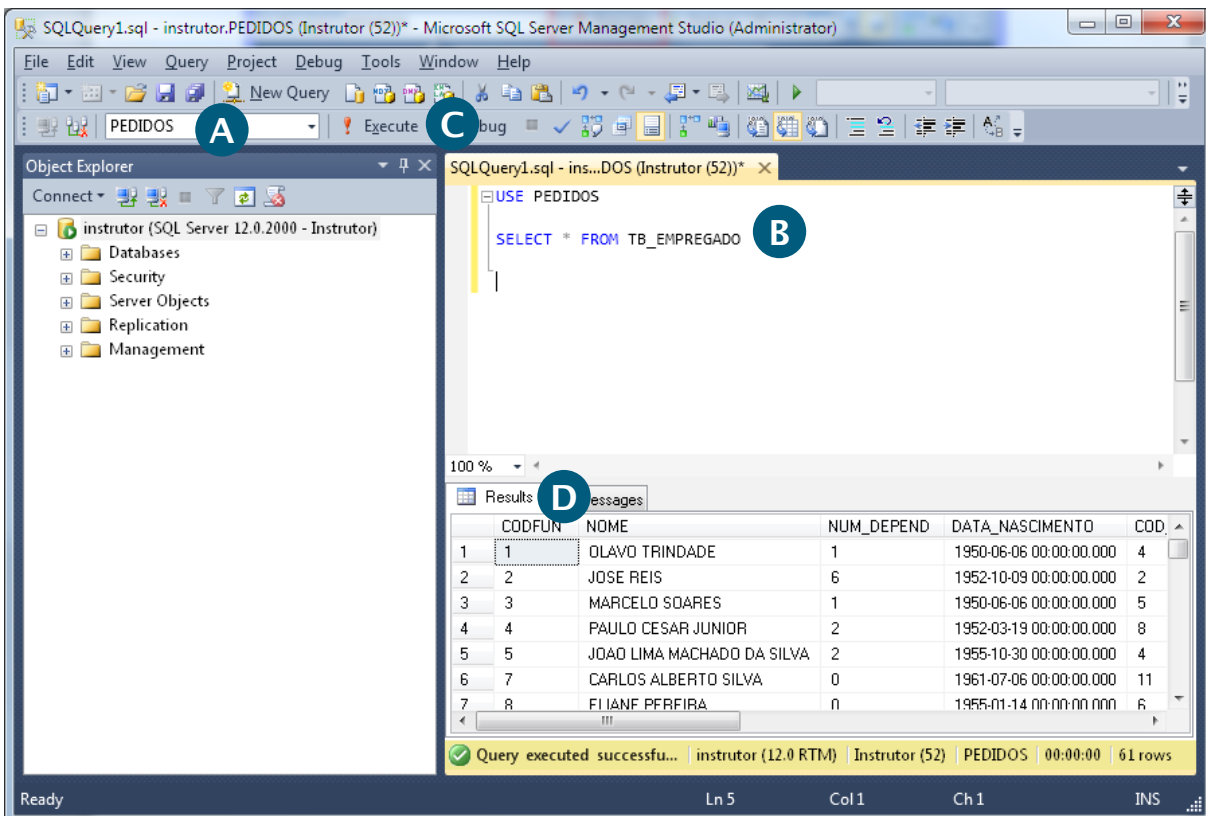 SQLQuery1.sql - instrutor.PEDIDOS (Instrutor (52))* - Microsoft SQL Server Management Studio (Administrator)
File Edit View Query Project Debug Tools Window Help
New Query
PEDIDOS A Execute C bug
Object Explorer
Connect
instrutor (SQL Server 12.0.2000 - Instrutor)
Databases
Security
Server Objects
Replication
Management
SQLQuery1.sql - ins...DOS (Instrutor (52))*
USE PEDIDOS
SELECT * FROM TB_EMPREGADO B
100 %
Results D essages
CODFUN NOME NUM_DEPEND DATA_NASCIMENTO COD_
1 1 OLAVO TRINDADE 1 1950-06-06 00:00:00.000 4
2 2 JOSE REIS 6 1952-10-09 00:00:00.000 2
3 3 MARCELO SOARES 1 1950-06-06 00:00:00.000 5
4 4 PAULO CESAR JUNIOR 2 1952-03-19 00:00:00.000 8
5 5 JOAO LIMA MACHADO DA SILVA 2 1955-10-30 00:00:00.000 4
6 7 CARLOS ALBERTO SILVA 0 1961-07-06 00:00:00.000 11
7 8 ELIANE PEREIRA 0 1955-01-14 00:00:00.000 6
Query executed successfu... instrutor (12.0 RTM) Instrutor (52) PEDIDOS 00:00:00 61 rows
Ready Ln 5 Col 1 Ch 1 INS